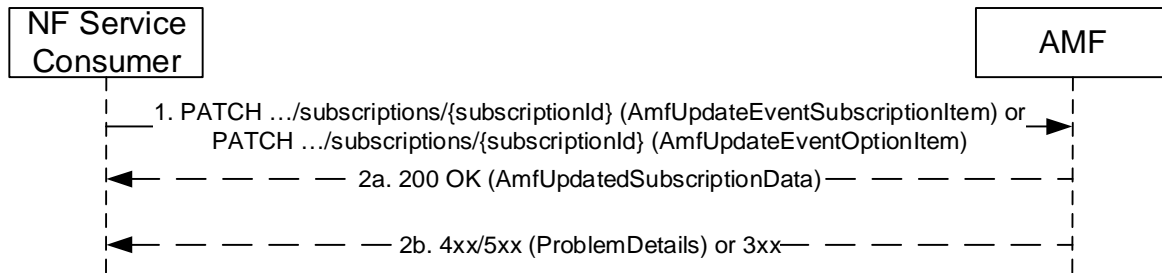 NF Service
Consumer
AMF
1. PATCH …/subscriptions/{subscriptionId} (AmfUpdateEventSubscriptionItem) or
PATCH …/subscriptions/{subscriptionId} (AmfUpdateEventOptionItem)
2a. 200 OK (AmfUpdatedSubscriptionData)
2b. 4xx/5xx (ProblemDetails) or 3xx